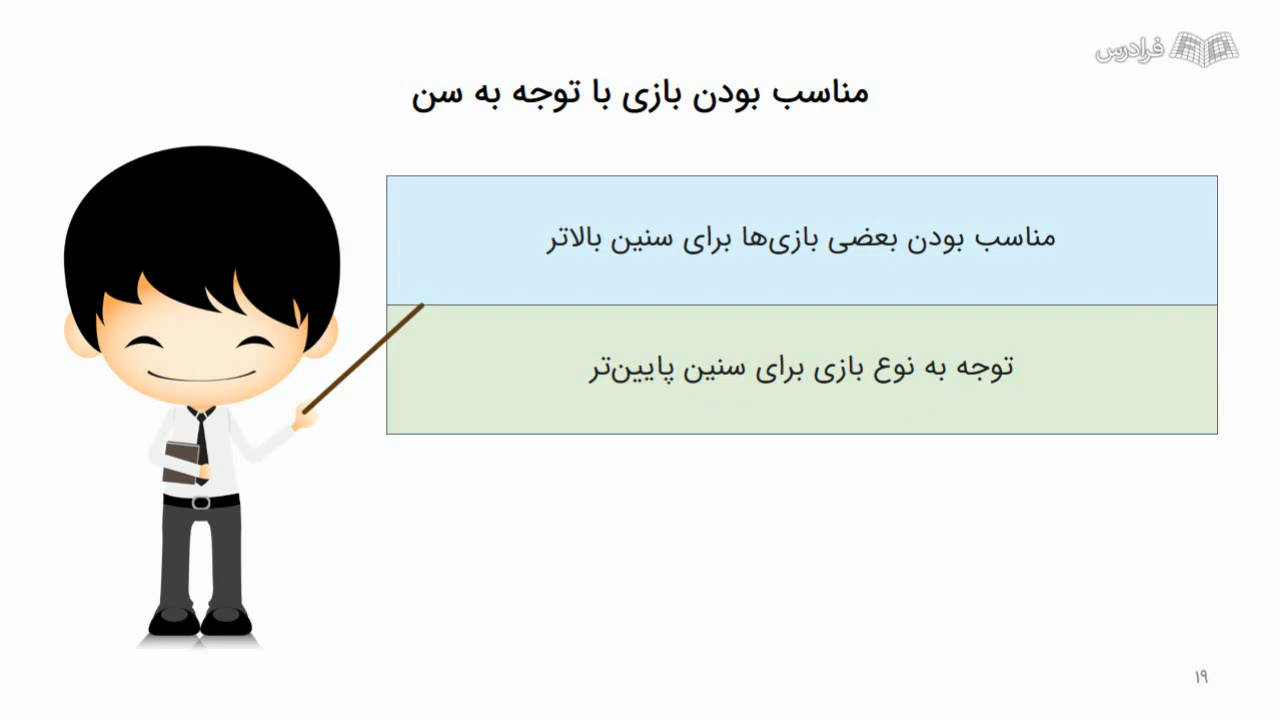 فرادرس
مناسب بودن بازی با توجه به سن
مناسب بودن بعضی بازی‌ها برای سنین بالاتر
توجه به نوع بازی برای سنین پایین‌تر
۱۹